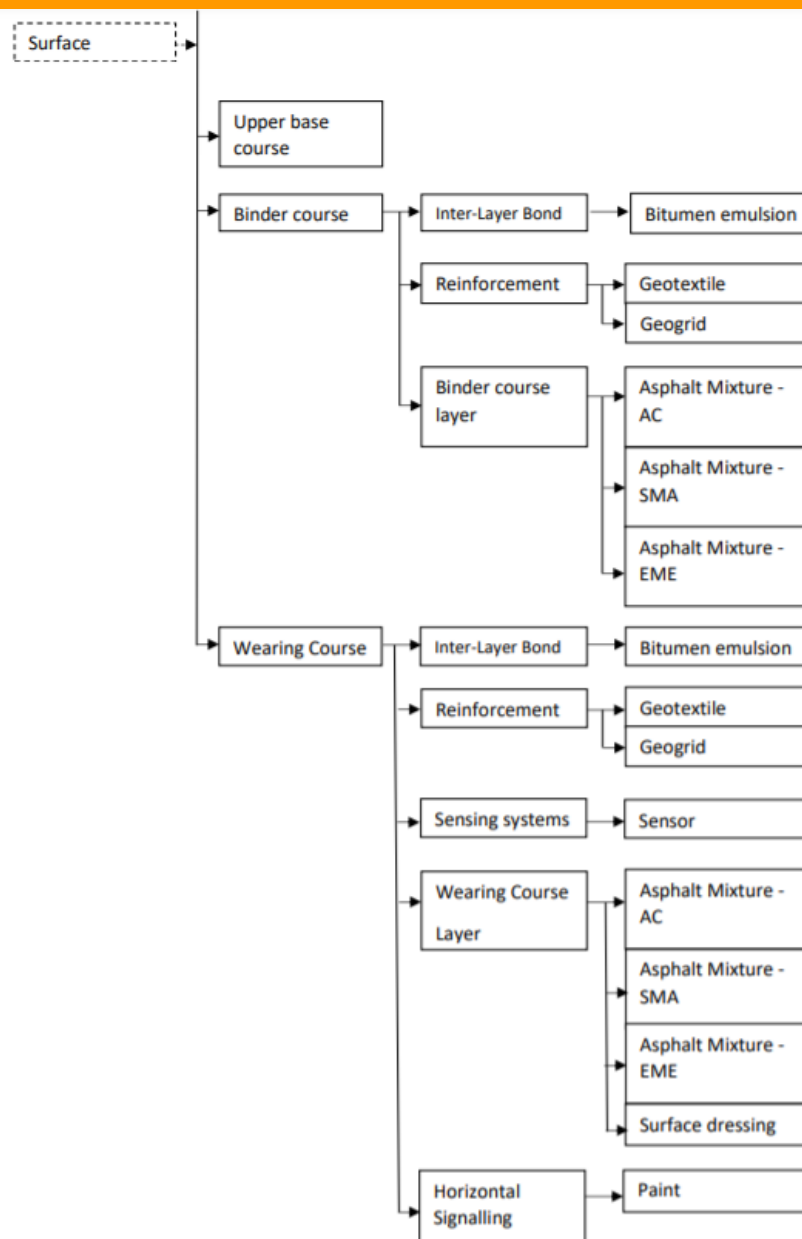 Surface
Upper base
course
Binder course
Inter-Layer Bond
Bitumen emulsion
Reinforcement
Geotextile
Geogrid
Binder course
layer
Asphalt Mixture -
AC
Asphalt Mixture -
SMA
Asphalt Mixture -
EME
Wearing Course
Inter-Layer Bond
Bitumen emulsion
Reinforcement
Geotextile
Geogrid
Sensing systems
Sensor
Wearing Course
Layer
Asphalt Mixture -
AC
Asphalt Mixture -
SMA
Asphalt Mixture -
EME
Surface dressing
Horizontal
Signalling
Paint